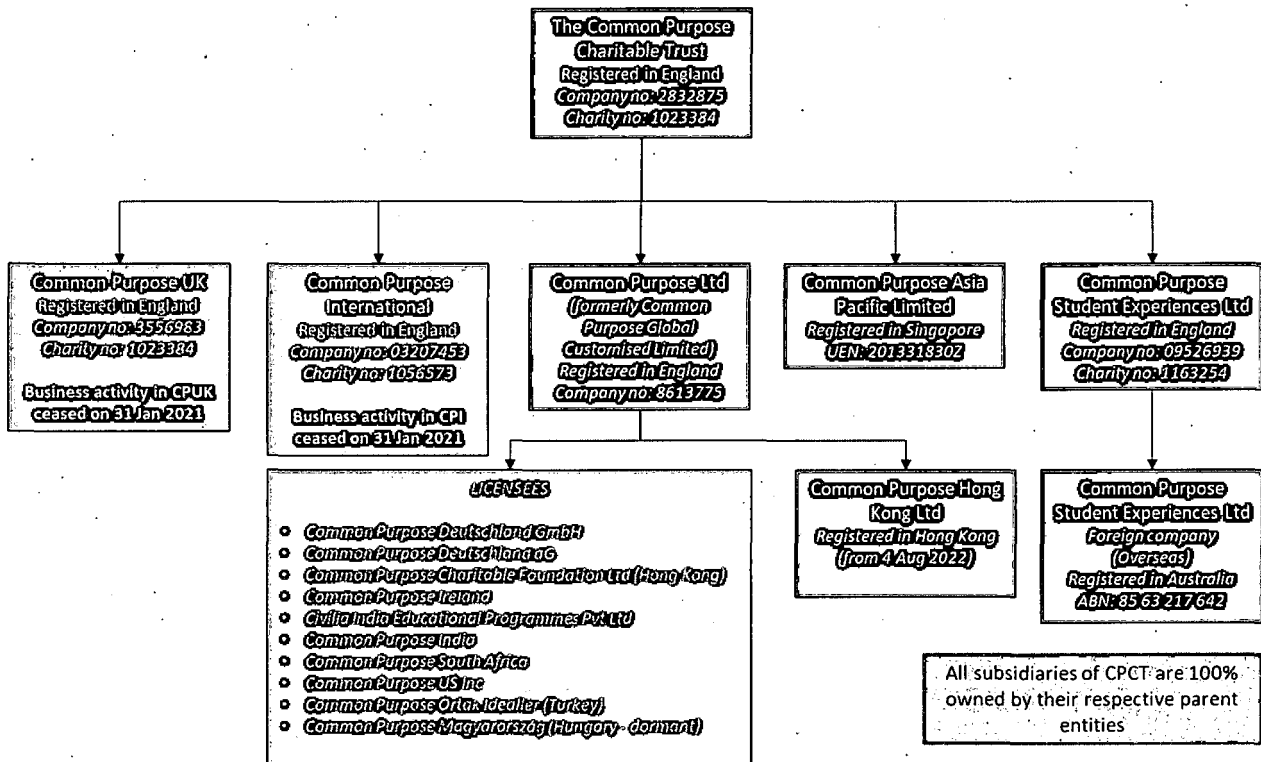 The Common Purpose
Charitable Trust
Registered in England
Company no: 2832875
Charity no: 1023384
Common Purpose UK
Registered in England
Company no: 3556983
Charity no: 1023384
Business activity in CPUK
ceased on 31 Jan 2021
Common Purpose
International
Registered in England
Company no: 03207453
Charity no: 1056573
Business activity in CPI
ceased on 31 Jan 2021
Common Purpose Ltd
(formerly Common
Purpose Global
Customised Limited)
Registered in England
Company no: 8613775
Common Purpose Asia
Pacific Limited
Registered in Singapore
UEN: 201331830Z
Common Purpose
Student Experiences Ltd
Registered in England
Company no: 09526939
Charity no: 1163254
LICENSEES
Common Purpose Deutschland GmbH
Common Purpose Deutschland aG
Common Purpose Charitable Foundation Ltd (Hong Kong)
Common Purpose Ireland
Civilia India Educational Programmes Pvt Ltd
Common Purpose India
Common Purpose South Africa
Common Purpose US Inc
Common Purpose Ortak Idealler (Turkey)
Common Purpose Magyarország (Hungary - dormant)
Common Purpose Hong
Kong Ltd
Registered in Hong Kong
(from 4 Aug 2022)
Common Purpose
Student Experiences Ltd
Foreign company
(Overseas)
Registered in Australia
ABN: 85 63 217 642
All subsidiaries of CPCT are 100%
owned by their respective parent
entities